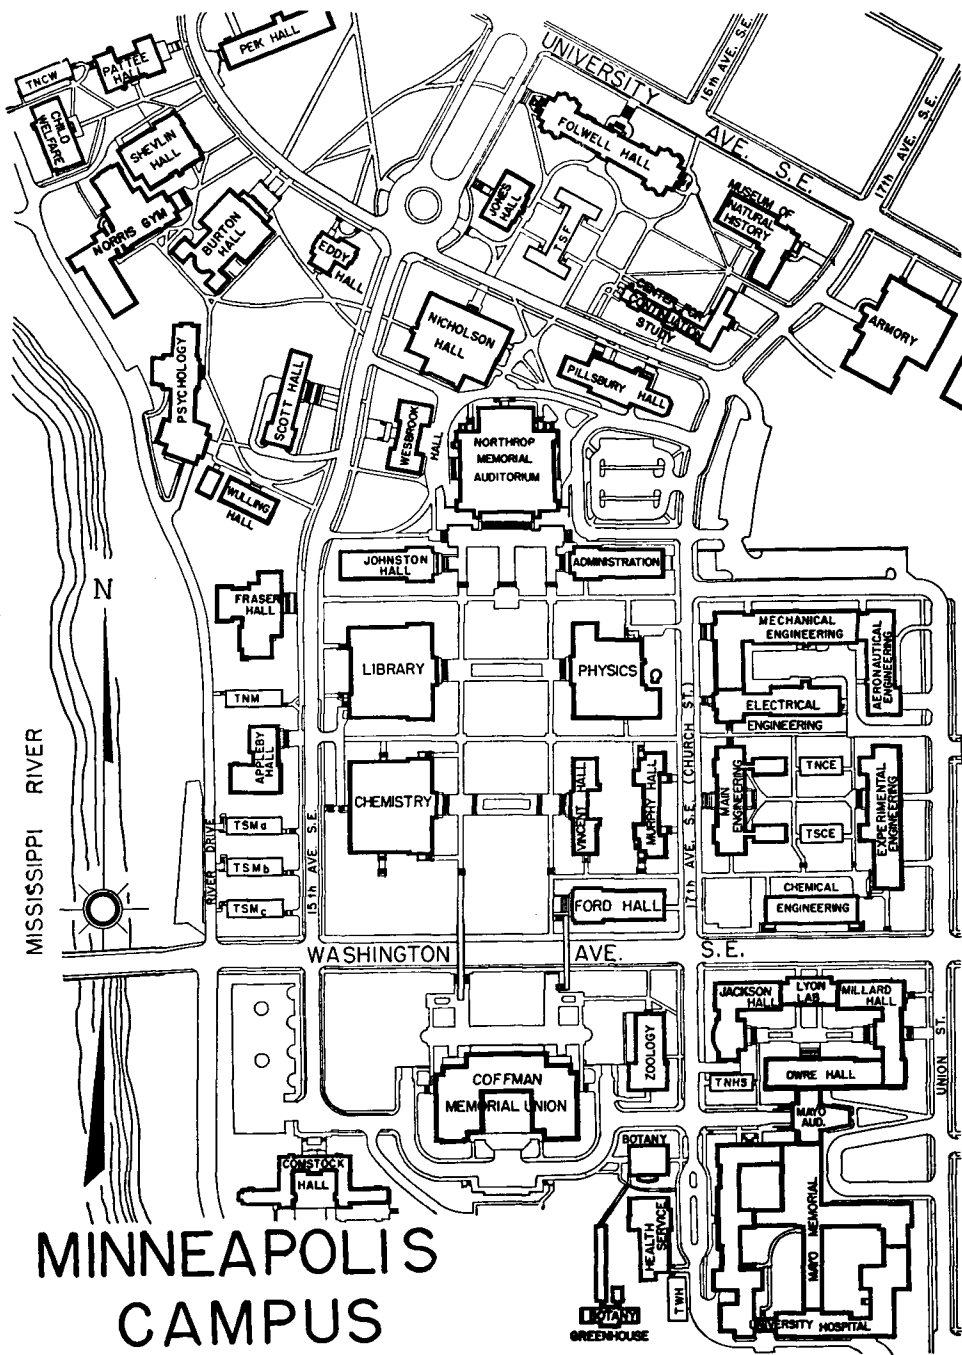 PEIK HALL
UNIVERSITY
AVE. S.E.
16th AVE. S.E.
17th AVE. S.E.
TNCW
PATTEE
HALL
CHILD
WELFARE
SHEVLIN
HALL
NORRIS GYM
BURTON
HALL
EDDY
HALL
JONES
HALL
FOLWELL HALL
TSF
MUSEUM OF
NATURAL
HISTORY
CENTER FOR
CONTINUATION
STUDY
ARMORY
NICHOLSON
HALL
PILLSBURY
HALL
PSYCHOLOGY
SCOTT HALL
WESBROOK
HALL
NORTHROP
MEMORIAL
AUDITORIUM
WULLING
HALL
JOHNSTON
HALL
ADMINISTRATION
N
FRASER
HALL
MECHANICAL
ENGINEERING
AERONAUTICAL
ENGINEERING
LIBRARY
PHYSICS
TNM
ELECTRICAL
ENGINEERING
APPLEBY
HALL
CHEMISTRY
VINCENT HALL
MURPHY HALL
17th AVE. S.E. (CHURCH ST.)
MAIN
ENGINEERING
TNCE
TSCE
EXPERIMENTAL
ENGINEERING
MISSISSIPPI RIVER
RIVER DRIVE
15th AVE. S.E.
TSMa
TSMb
TSMc
FORD HALL
CHEMICAL
ENGINEERING
WASHINGTON AVE. S.E.
JACKSON
HALL
LYON
LAB
MILLARD
HALL
UNION ST.
ZOOLOGY
OWRE HALL
TNHS
COFFMAN
MEMORIAL UNION
MAYO
AUD.
BOTANY
COMSTOCK
HALL
HEALTH
SERVICE
MAYO MEMORIAL
TWH
UNIVERSITY HOSPITAL
BOTANY
GREENHOUSE
MINNEAPOLIS
CAMPUS